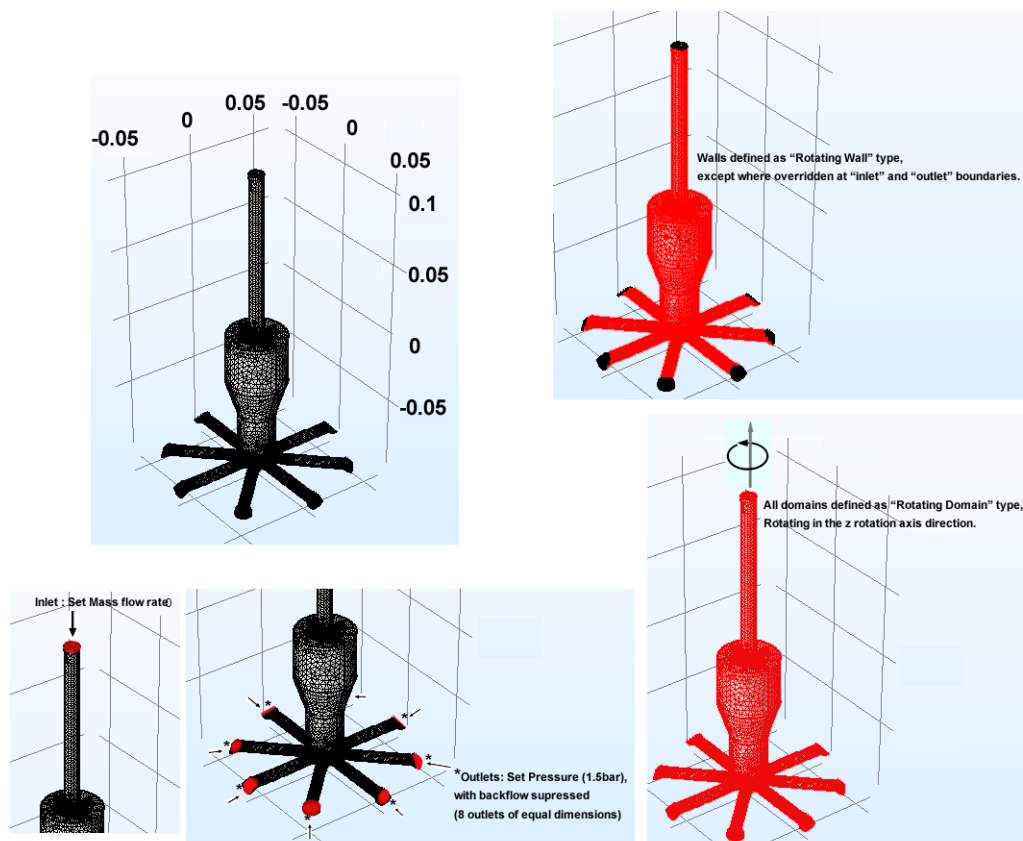 0.05 -0.05
0 0
-0.05 0.05
0.1
0.05
0
-0.05
Walls defined as “Rotating Wall” type,
except where overridden at “inlet” and “outlet” boundaries.
All domains defined as “Rotating Domain” type,
Rotating in the z rotation axis direction.
Inlet : Set Mass flow rate
*Outlets: Set Pressure (1.5bar),
with backflow supressed
(8 outlets of equal dimensions)